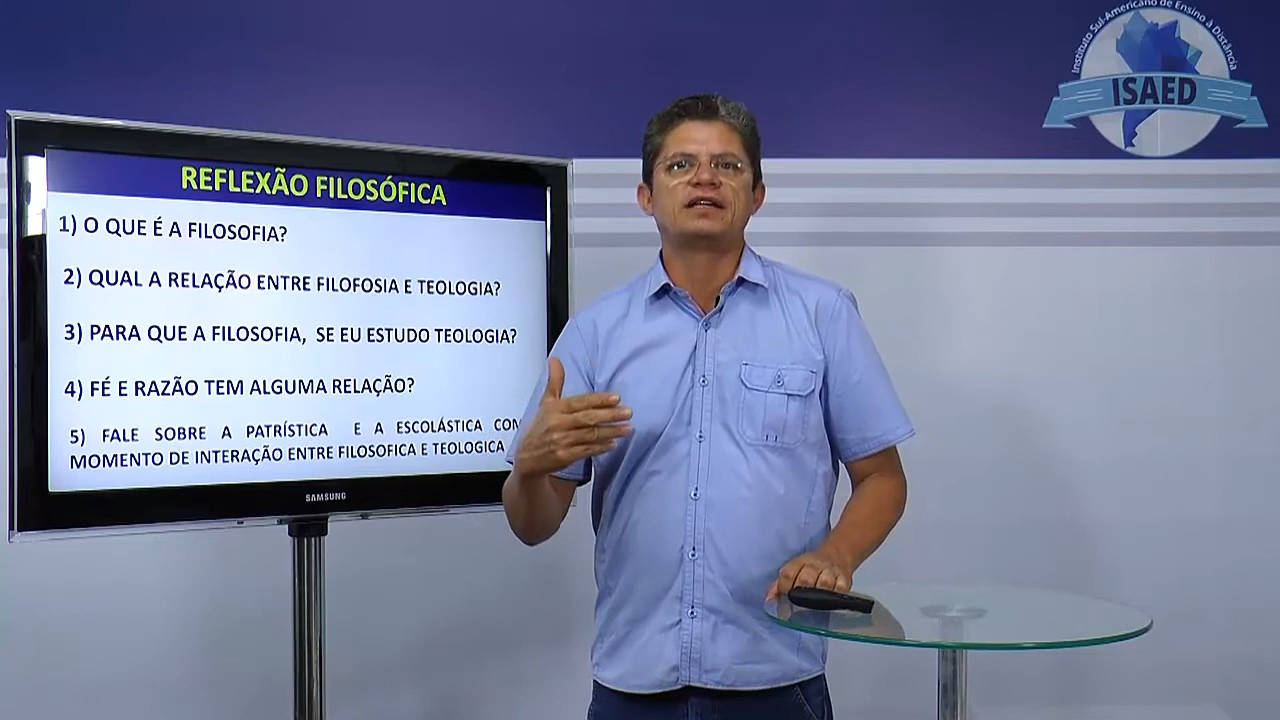 Instituto Sul-Americano de Ensino à Distância
ISAED
REFLEXÃO FILOSÓFICA
1) O QUE É A FILOSOFIA?
2) QUAL A RELAÇÃO ENTRE FILOFOSIA E TEOLOGIA?
3) PARA QUE A FILOSOFIA, SE EU ESTUDO TEOLOGIA?
4) FÉ E RAZÃO TEM ALGUMA RELAÇÃO?
5) FALE SOBRE A PATRÍSTICA E A ESCOLÁSTICA
MOMENTO DE INTERAÇÃO ENTRE FILOSOFICA E TEOLOGICA
SAMSUNG